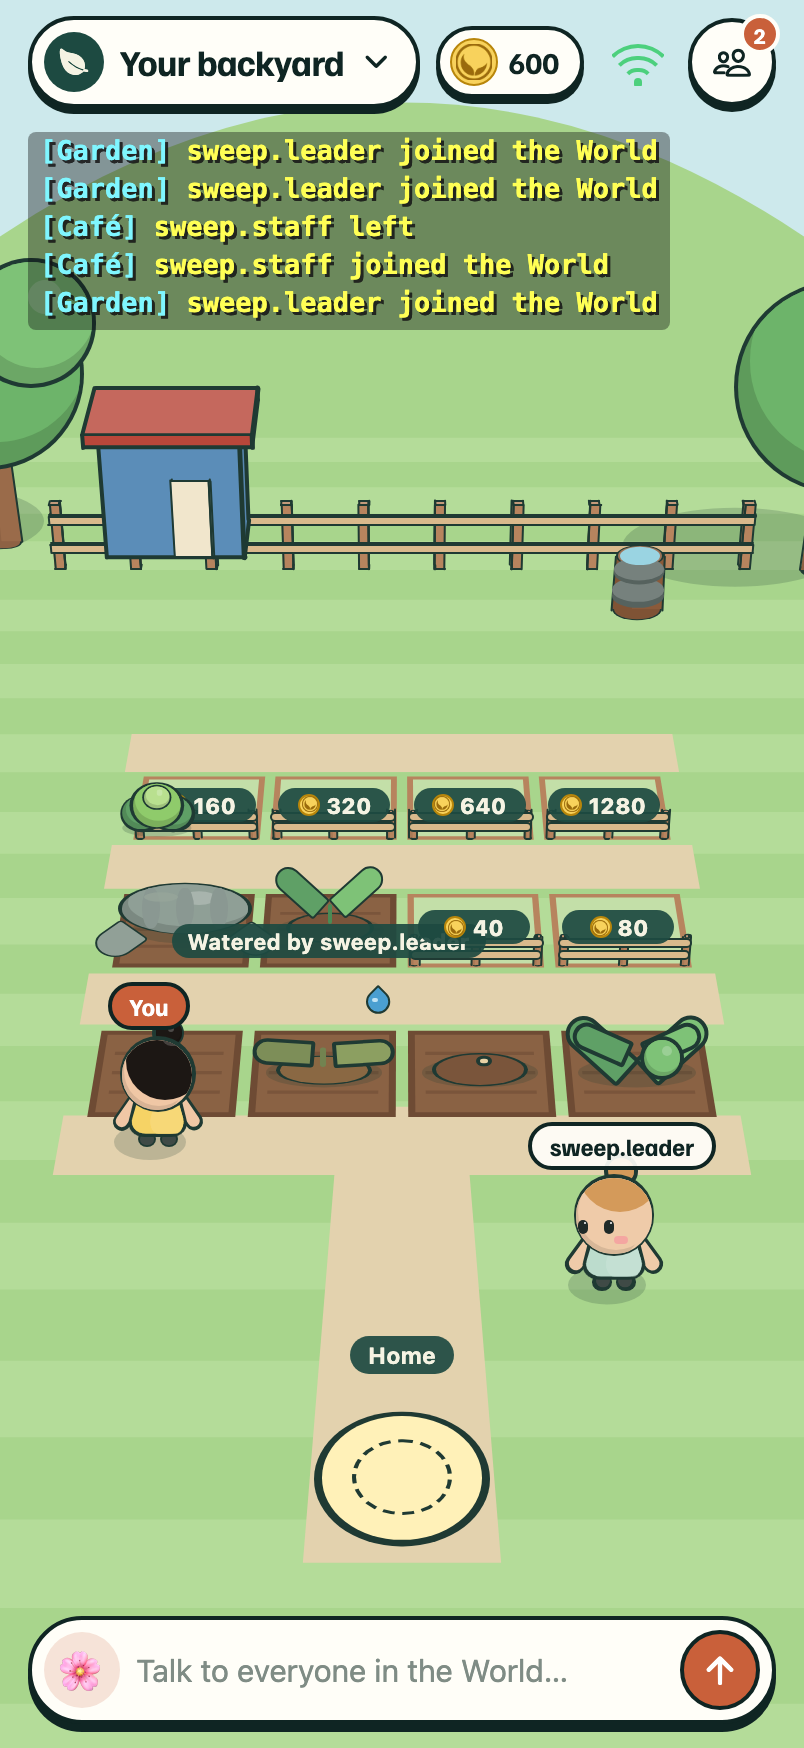 Your backyard
600
2
[Garden] sweep.leader joined the World
[Garden] sweep.leader joined the World
[Café] sweep.staff left
[Café] sweep.staff joined the World
[Garden] sweep.leader joined the World
160
320
640
1280
40
80
Watered by sweep.leader
You
sweep.leader
Home
Talk to everyone in the World...